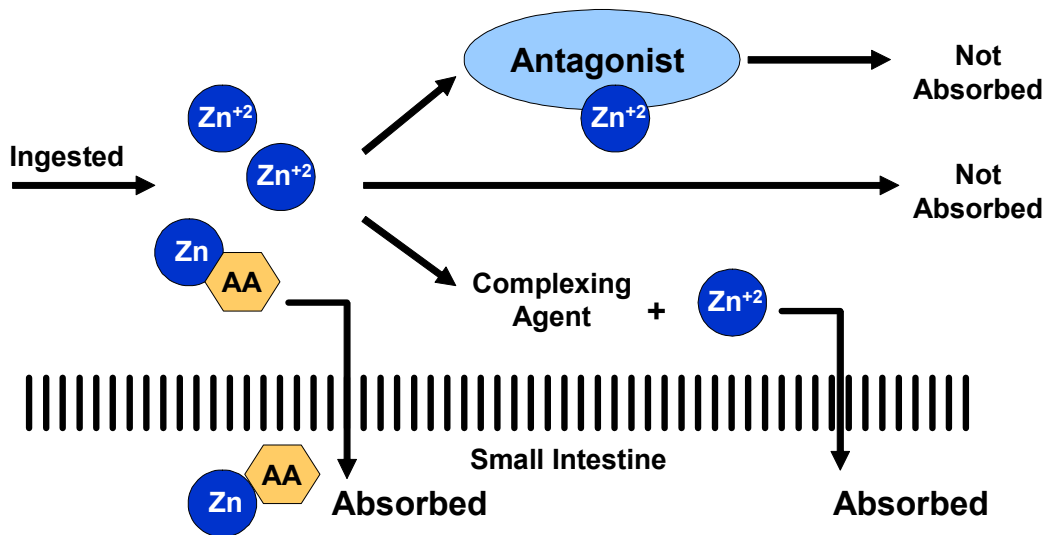 Antagonist
Zn+2
Not
Absorbed
Ingested
Zn+2
Zn+2
Not
Absorbed
Zn
AA
Complexing
Agent
+
Zn+2
Small Intestine
Zn
AA
Absorbed
Absorbed